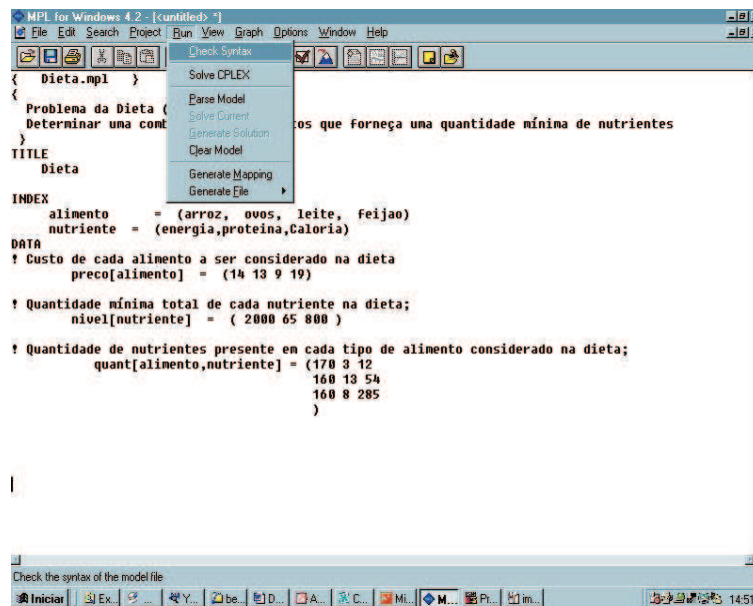 MPL for Windows 4.2 - [<untitled> *]
File Edit Search Project Run View Graph Options Window Help
Check Syntax
Solve CPLEX
Parse Model
Solve Current
Generate Solution
Clear Model
Generate Mapping
Generate File
{ Dieta.mpl }
{
Problema da Dieta (
Determinar uma comb tos que forneça uma quantidade mínima de nutrientes
}
TITLE
Dieta
INDEX
alimento = (arroz, ovos, leite, feijao)
nutriente = (energia,proteina,Caloria)
DATA
! Custo de cada alimento a ser considerado na dieta
preco[alimento] = (14 13 9 19)
! Quantidade mínima total de cada nutriente na dieta;
nivel[nutriente] = ( 2000 65 800 )
! Quantidade de nutrientes presente em cada tipo de alimento considerado na dieta;
quant[alimento,nutriente] = (170 3 12
160 13 54
160 8 285
)
Check the syntax of the model file
Iniciar Ex... ... Y... be... D... A... C... Mi... M... Pr... im... 14:50